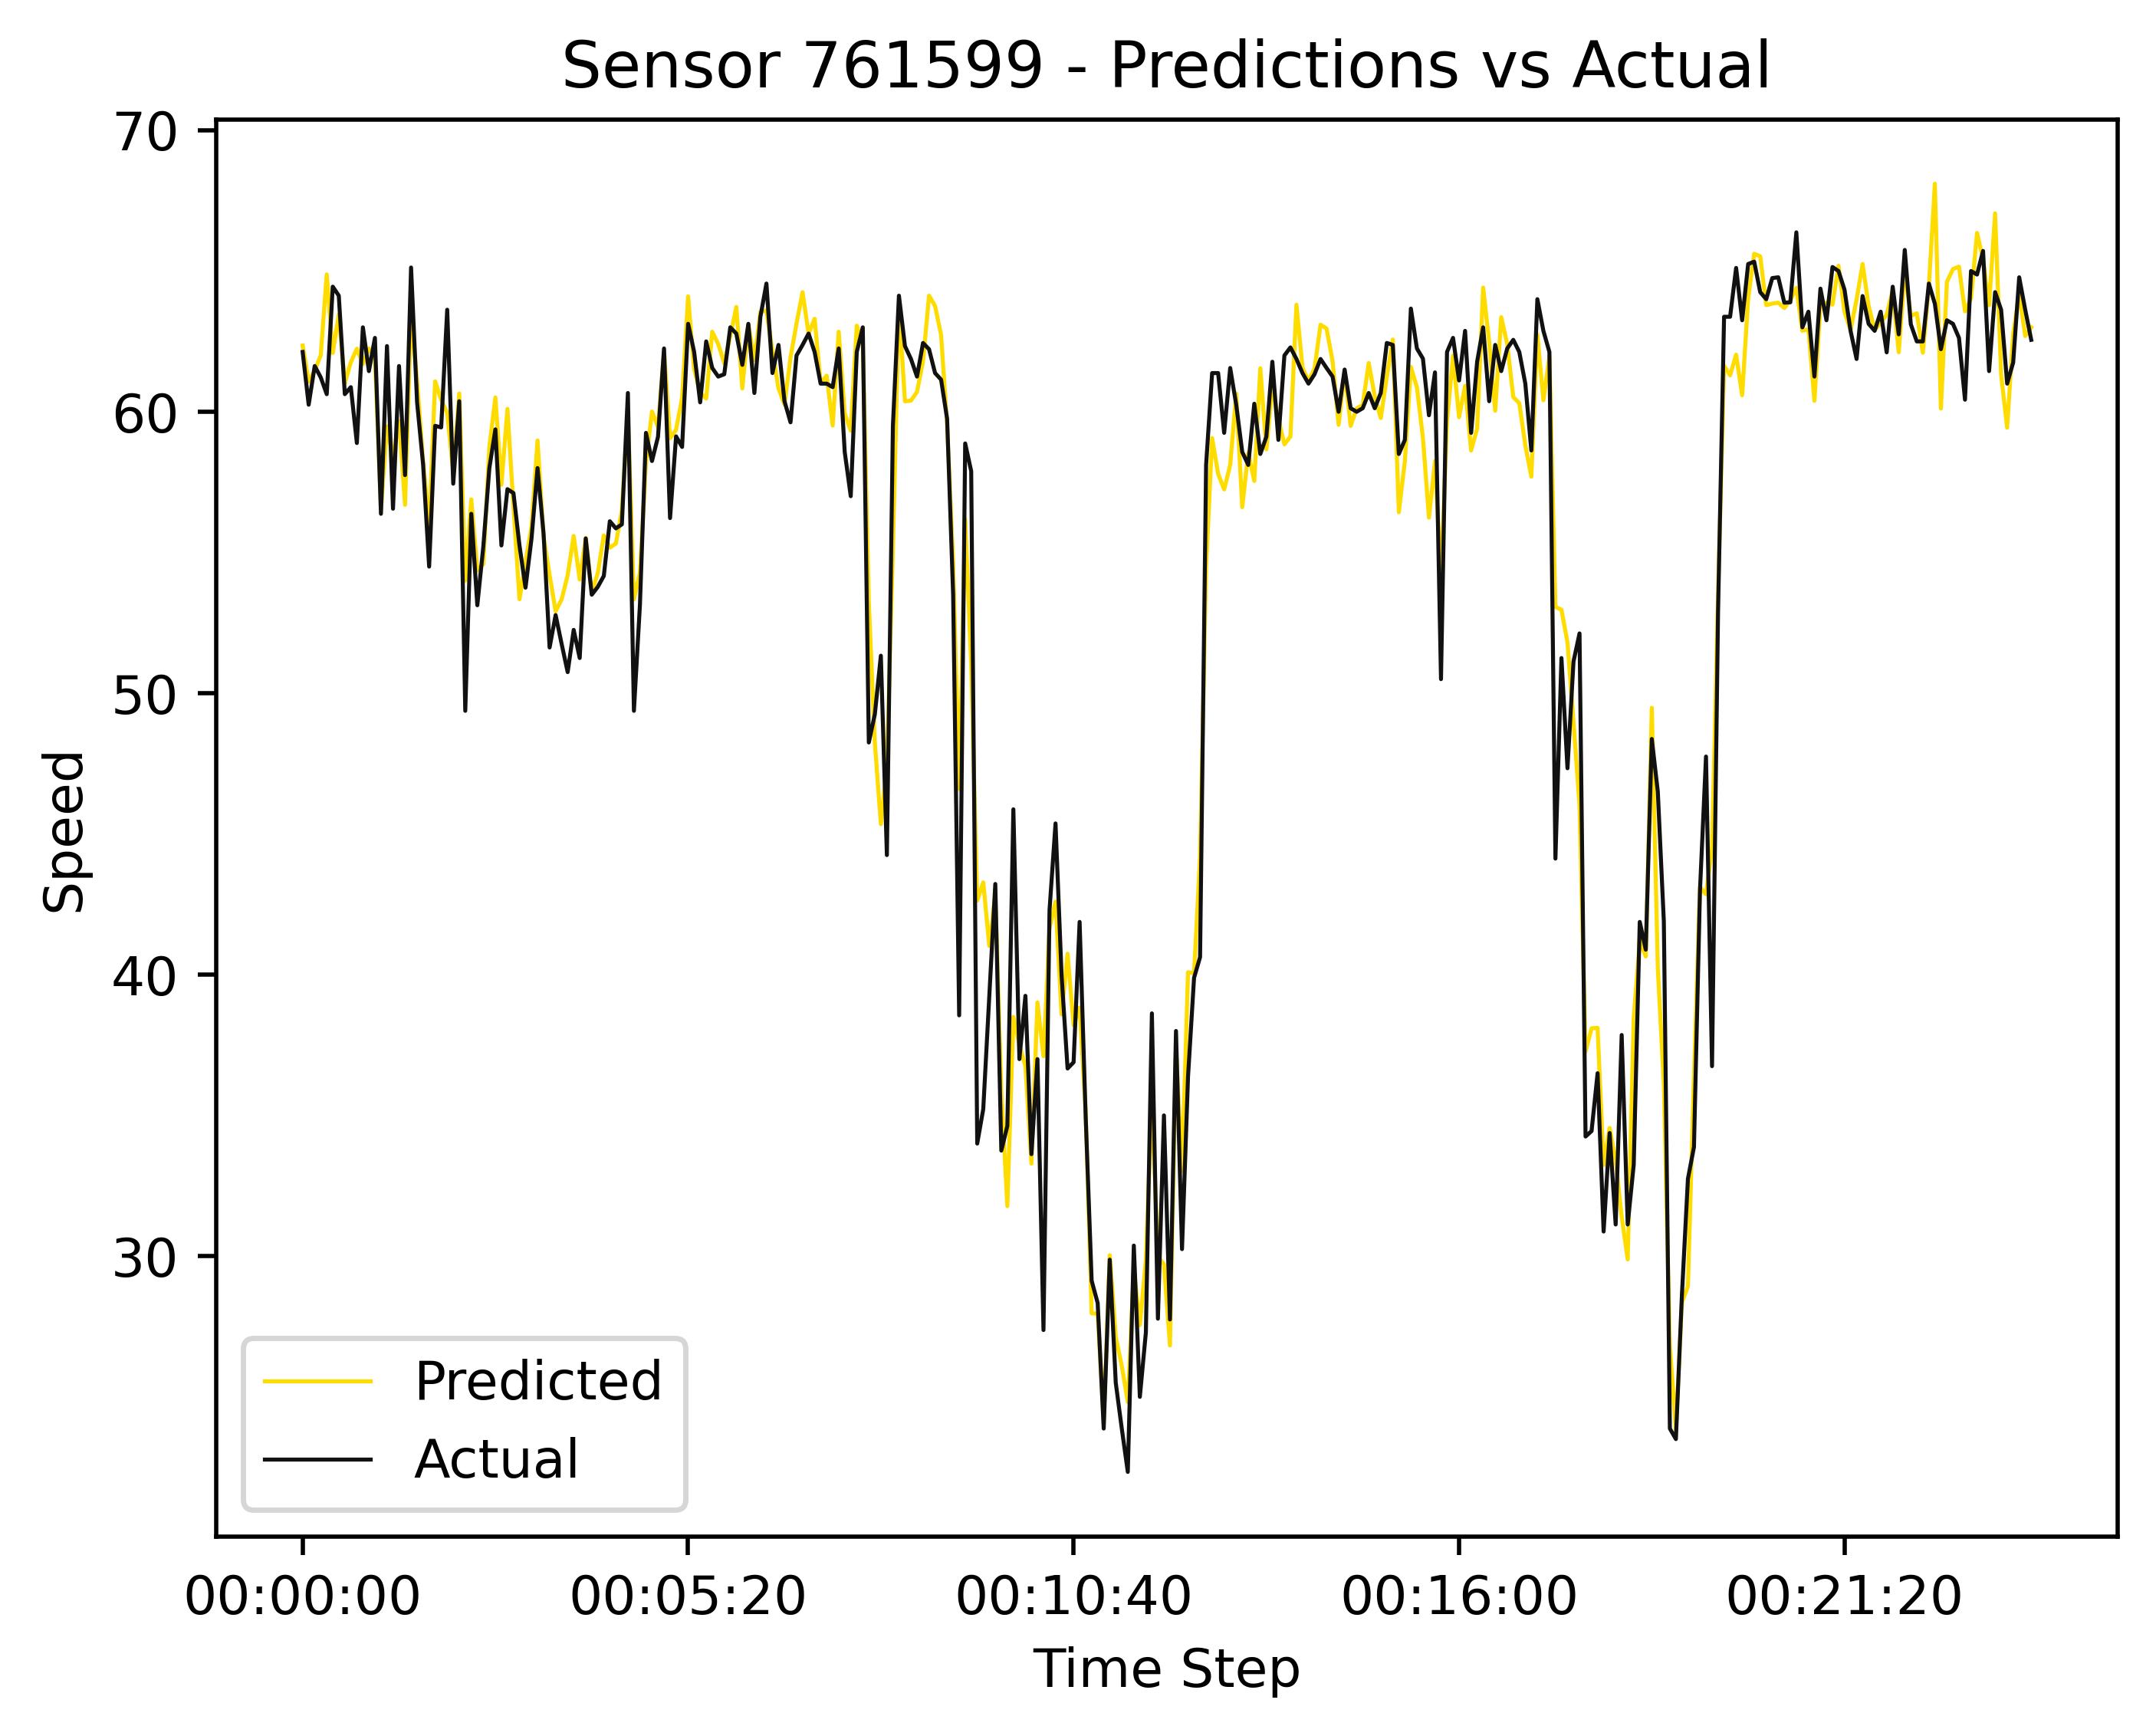 Sensor 761599 - Predictions vs Actual
70
60
50
40
30
Speed
Predicted
Actual
00:00:00 00:05:20 00:10:40 00:16:00 00:21:20
Time Step